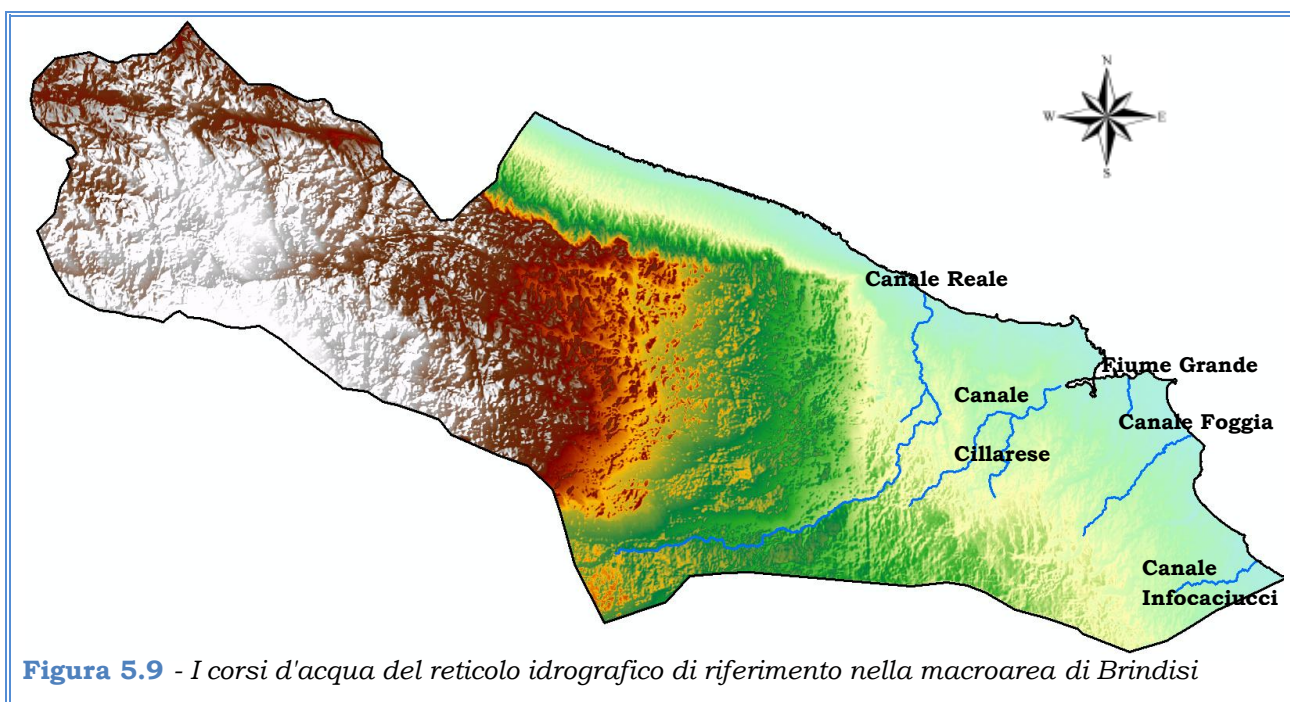 N
W E
S
Canale Reale
Fiume Grande
Canale
Canale Foggia
Cillarese
Canale
Infocaciucci
Figura 5.9 - I corsi d'acqua del reticolo idrografico di riferimento nella macroarea di Brindisi